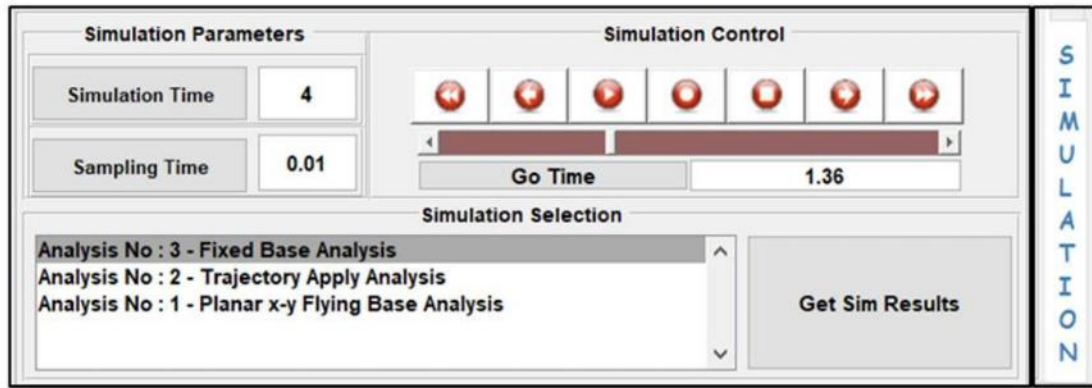 Simulation Parameters
Simulation Time
4
Sampling Time
0.01
Simulation Control
Go Time
1.36
Simulation Selection
Analysis No : 3 - Fixed Base Analysis
Analysis No : 2 - Trajectory Apply Analysis
Analysis No : 1 - Planar x-y Flying Base Analysis
Get Sim Results
SIMULATION